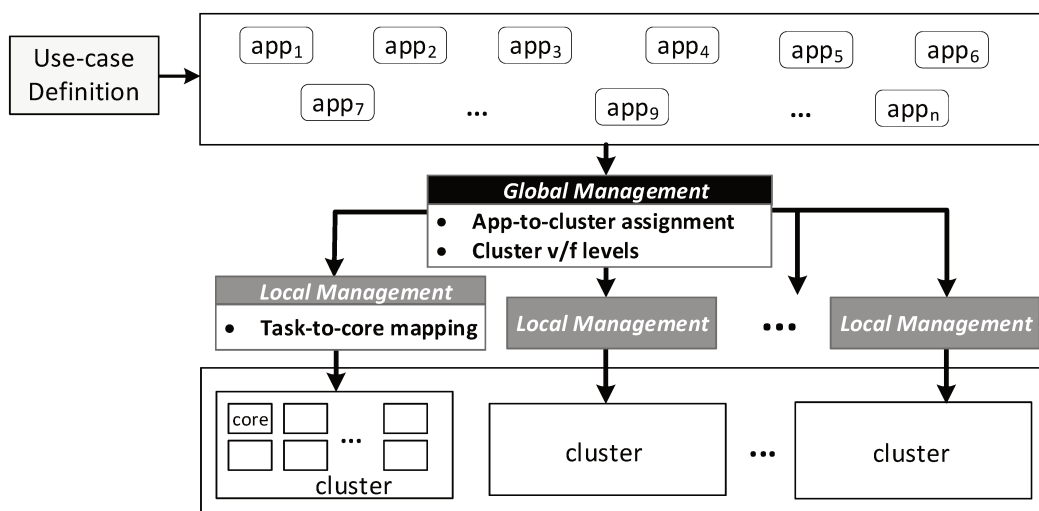 Use-case
Definition
app₁ app₂ app₃ app₄ app₅ app₆
app₇ ... app₉ ... appₙ
Global Management
• App-to-cluster assignment
• Cluster v/f levels
Local Management
• Task-to-core mapping
Local Management ... Local Management
core
...
cluster
cluster ... cluster